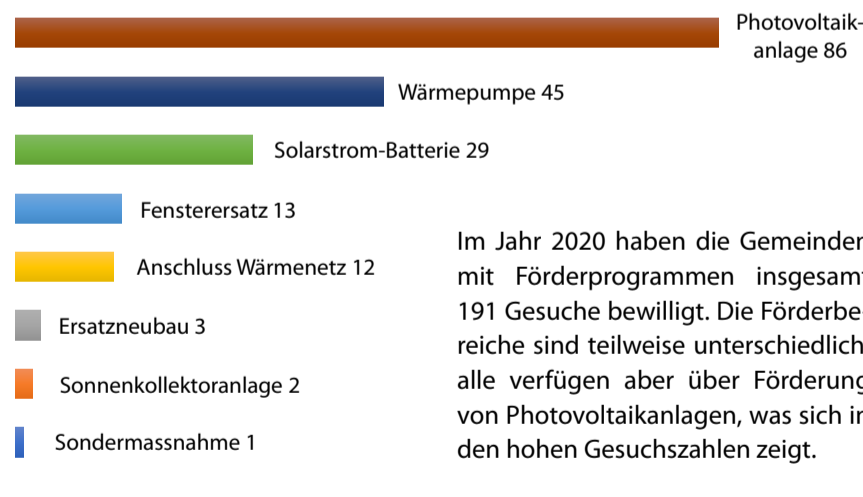 Photovoltaik-
anlage 86
Wärmepumpe 45
Solarstrom-Batterie 29
Fensterersatz 13
Anschluss Wärmenetz 12
Ersatzneubau 3
Sonnenkollektoranlage 2
Sondermassnahme 1
Im Jahr 2020 haben die Gemeinden
mit Förderprogrammen insgesamt
191 Gesuche bewilligt. Die Förderbe-
reiche sind teilweise unterschiedlich,
alle verfügen aber über Förderung
von Photovoltaikanlagen, was sich in
den hohen Gesuchszahlen zeigt.